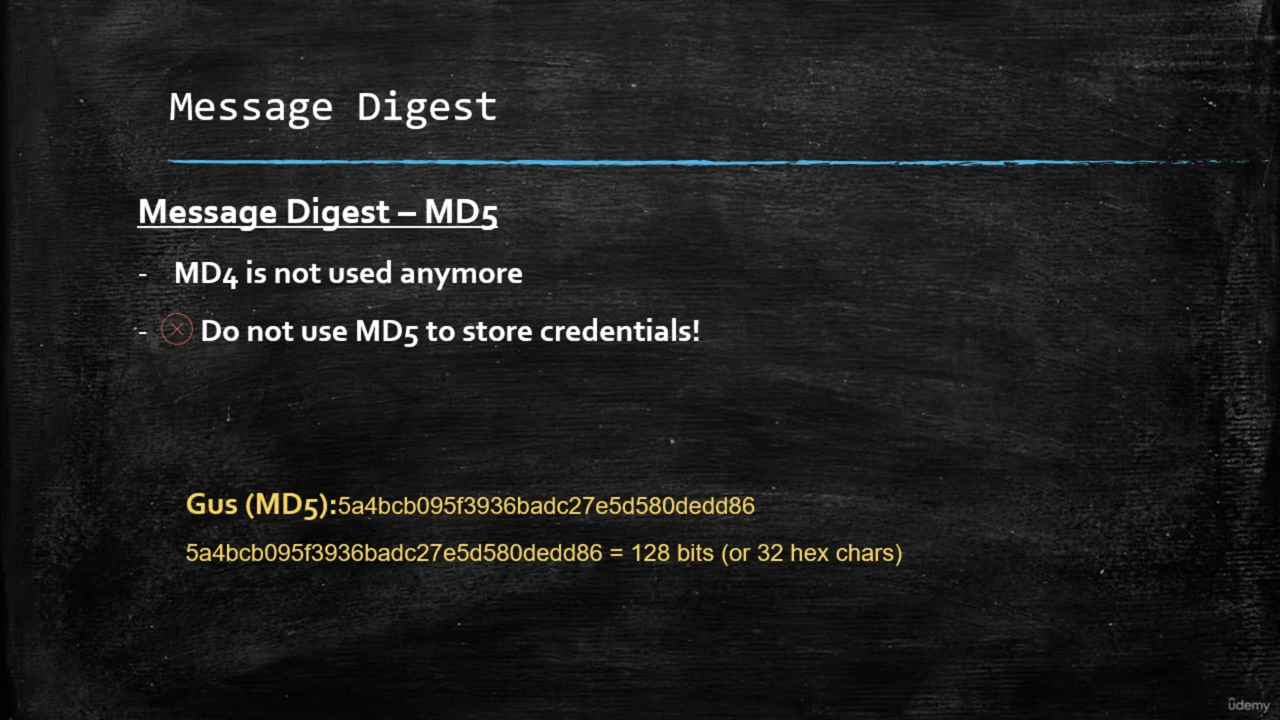 Message Digest
Message Digest – MD5
- MD4 is not used anymore
- Do not use MD5 to store credentials!
Gus (MD5):5a4bcb095f3936badc27e5d580dedd86
5a4bcb095f3936badc27e5d580dedd86 = 128 bits (or 32 hex chars)
ûdemy